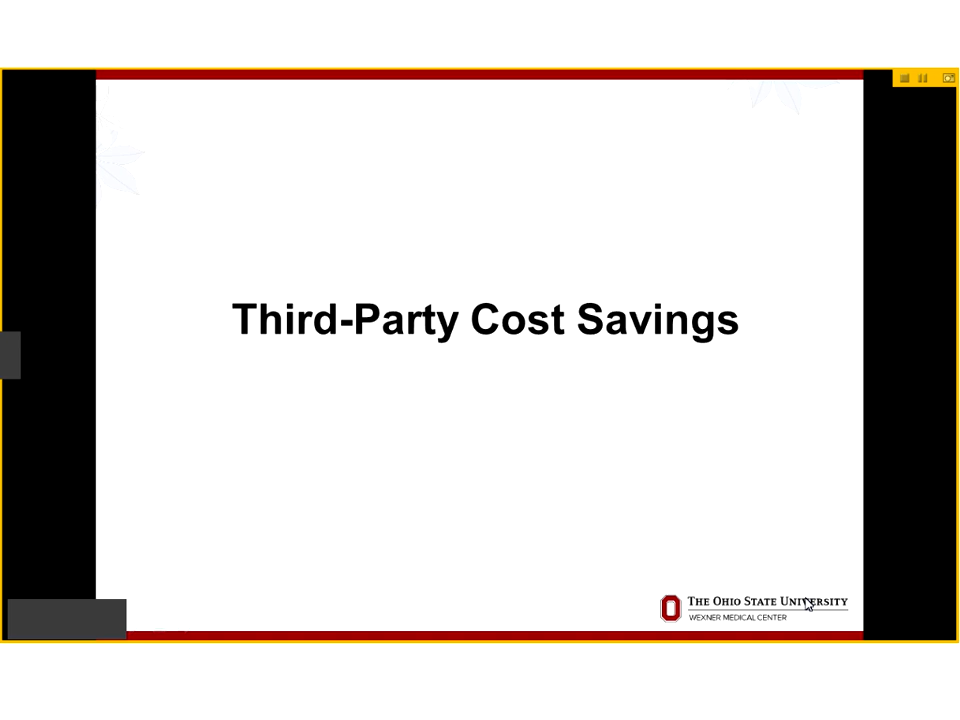 Third-Party Cost Savings
THE OHIO STATE UNIVERSITY
WEXNER MEDICAL CENTER